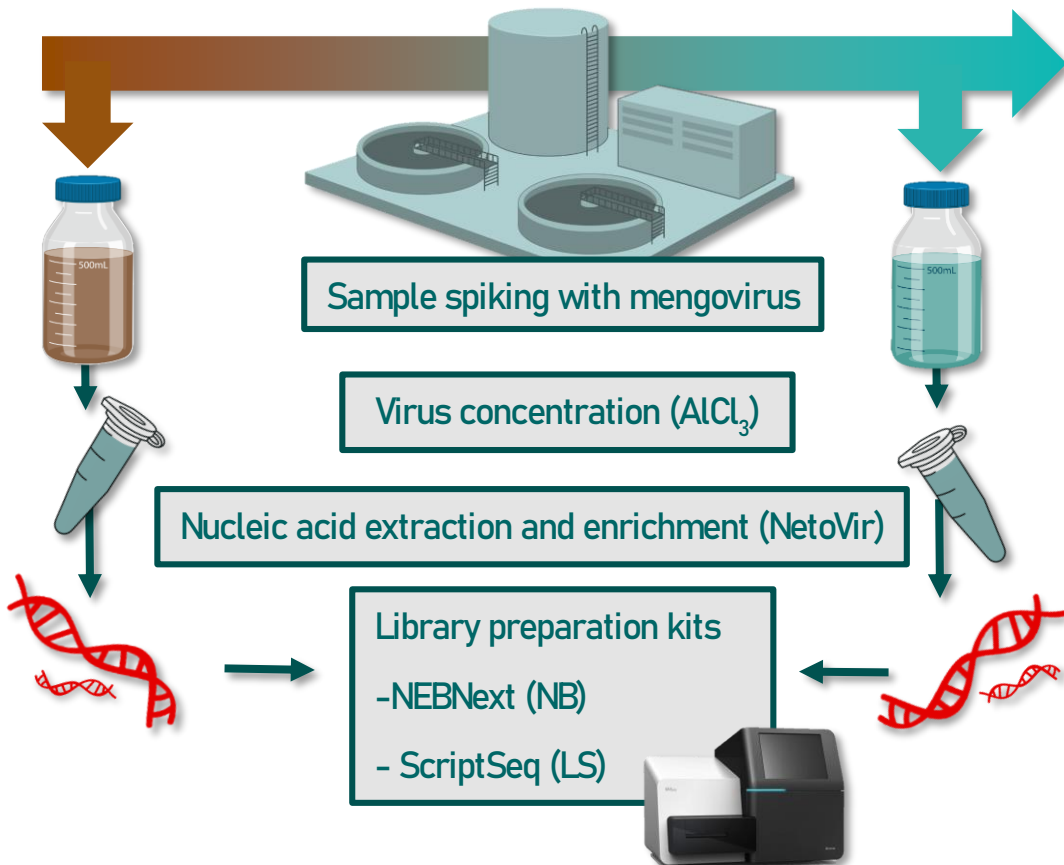 500mL
500mL
Sample spiking with mengovirus
Virus concentration (AlCl₃)
Nucleic acid extraction and enrichment (NetoVir)
Library preparation kits
-NEBNext (NB)
- ScriptSeq (LS)